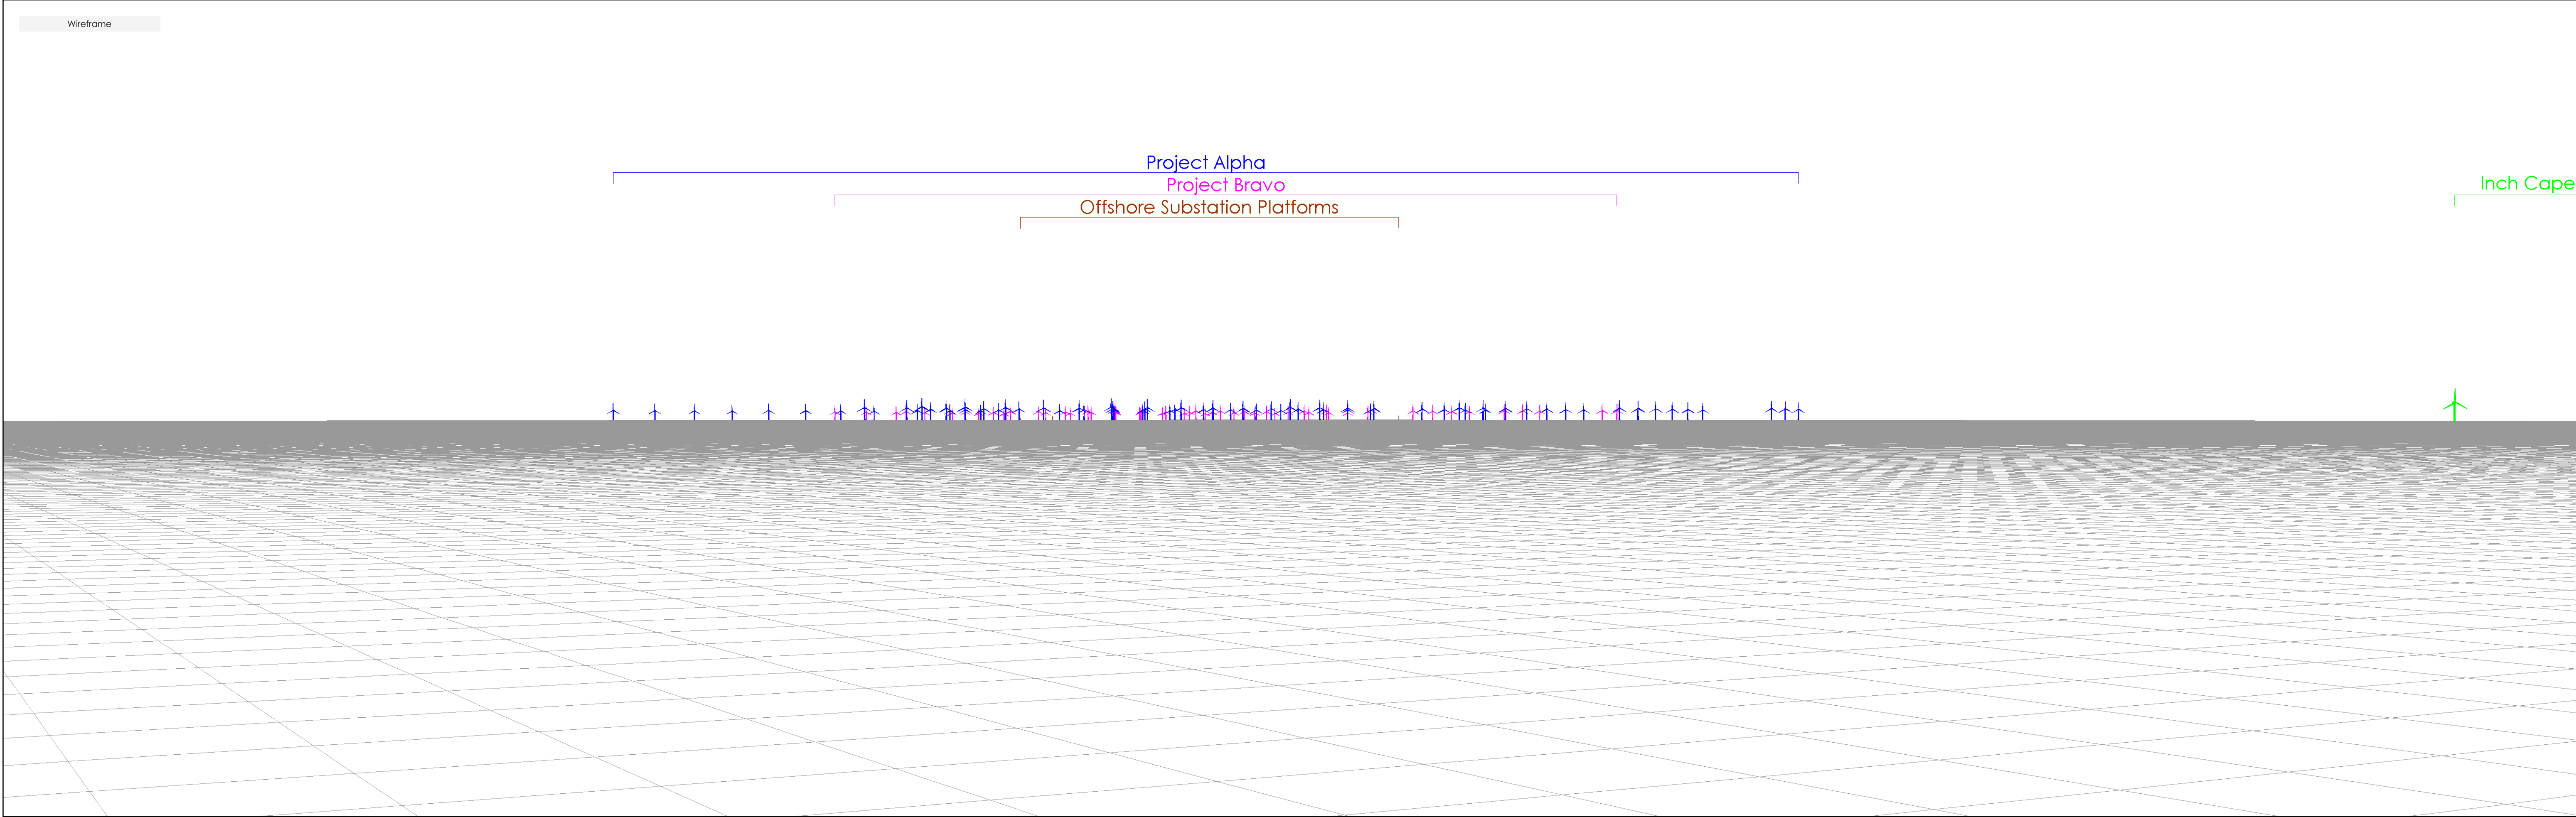 Wireframe
Project Alpha
Project Bravo
Offshore Substation Platforms
Inch Cape